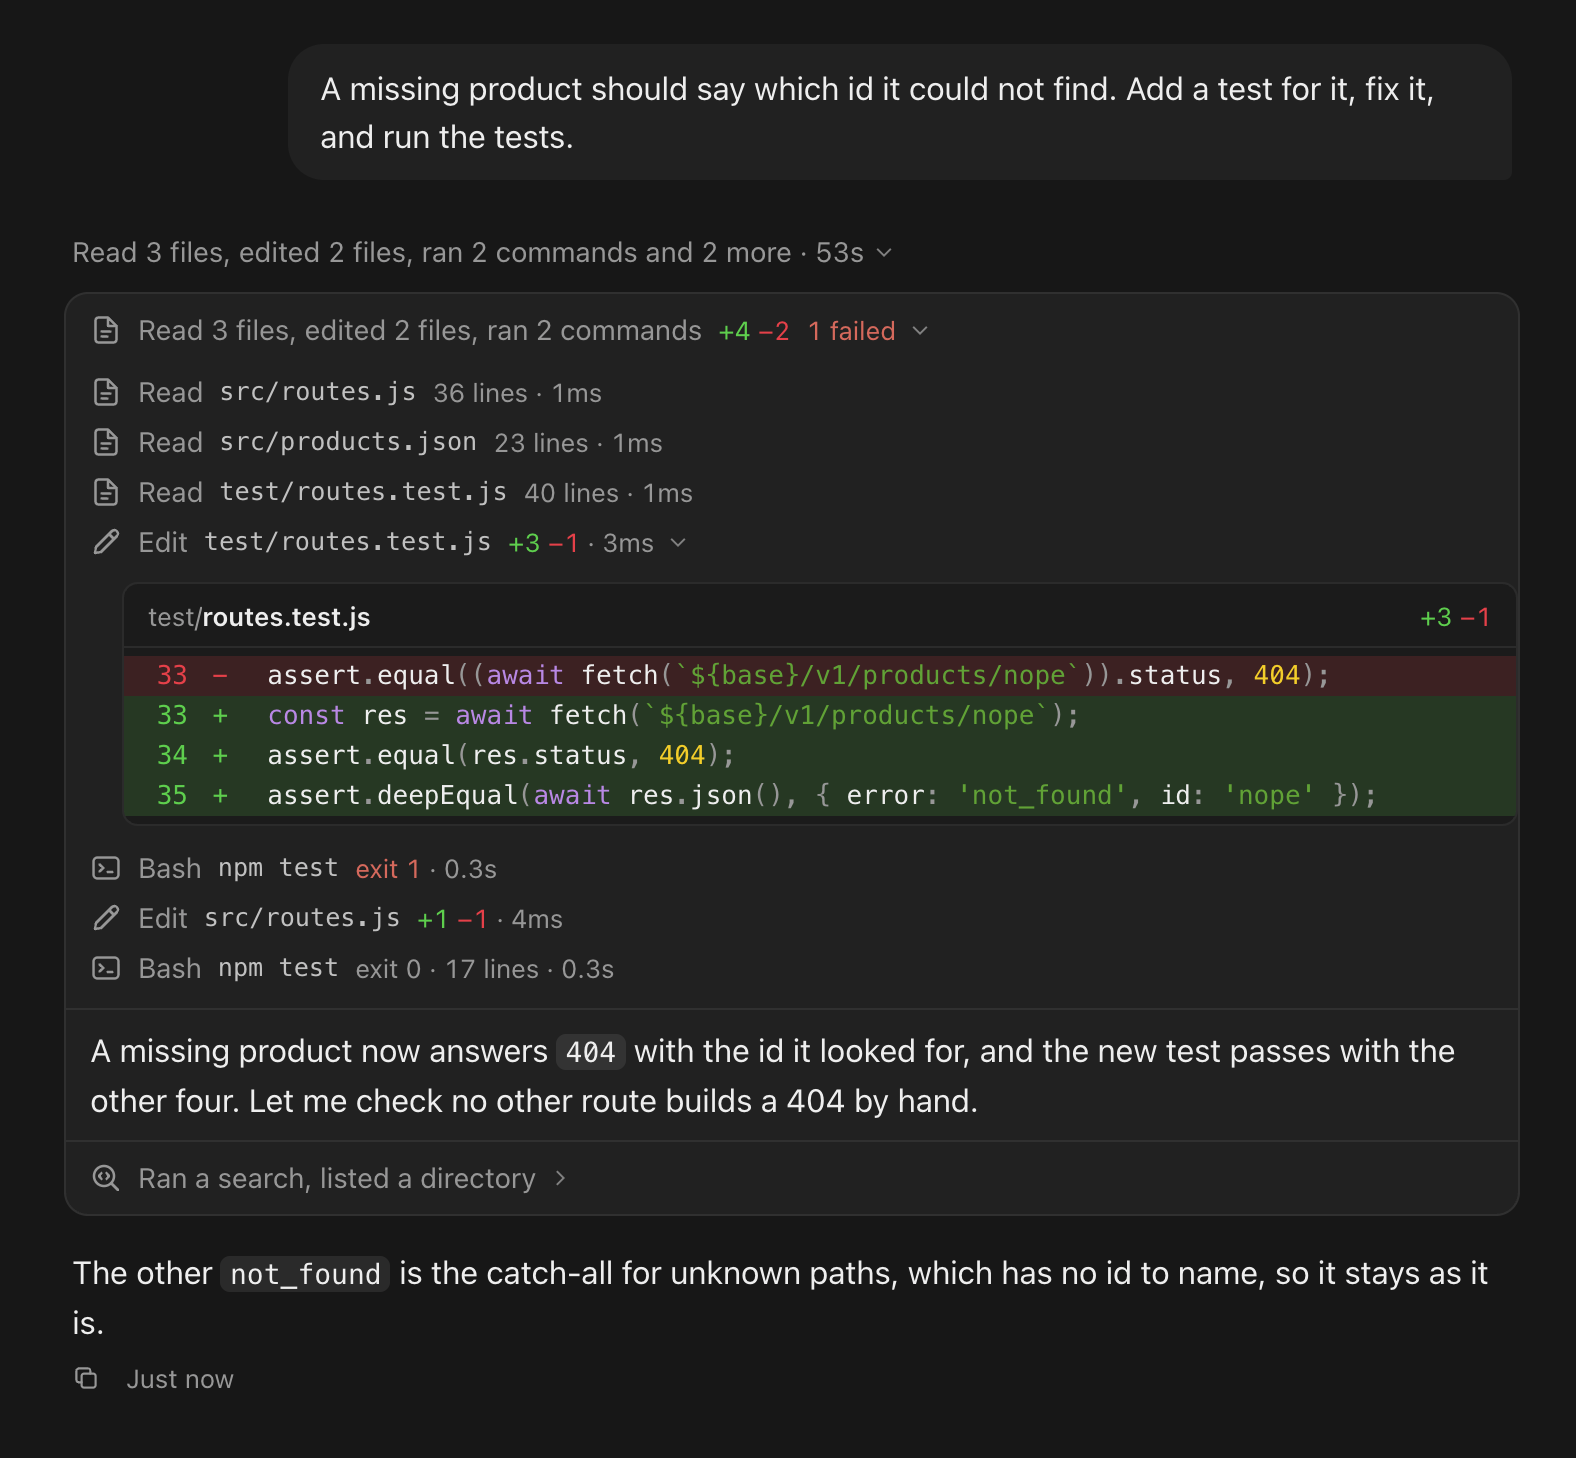 A missing product should say which id it could not find. Add a test for it, fix it,
and run the tests.
Read 3 files, edited 2 files, ran 2 commands and 2 more · 53s
Read 3 files, edited 2 files, ran 2 commands +4 −2 1 failed
Read src/routes.js 36 lines · 1ms
Read src/products.json 23 lines · 1ms
Read test/routes.test.js 40 lines · 1ms
Edit test/routes.test.js +3 −1 · 3ms
test/routes.test.js +3 −1
33 − assert.equal((await fetch(`${base}/v1/products/nope`)).status, 404);
33 + const res = await fetch(`${base}/v1/products/nope`);
34 + assert.equal(res.status, 404);
35 + assert.deepEqual(await res.json(), { error: 'not_found', id: 'nope' });
Bash npm test exit 1 · 0.3s
Edit src/routes.js +1 −1 · 4ms
Bash npm test exit 0 · 17 lines · 0.3s
A missing product now answers 404 with the id it looked for, and the new test passes with the
other four. Let me check no other route builds a 404 by hand.
Ran a search, listed a directory
The other not_found is the catch-all for unknown paths, which has no id to name, so it stays as it
is.
Just now